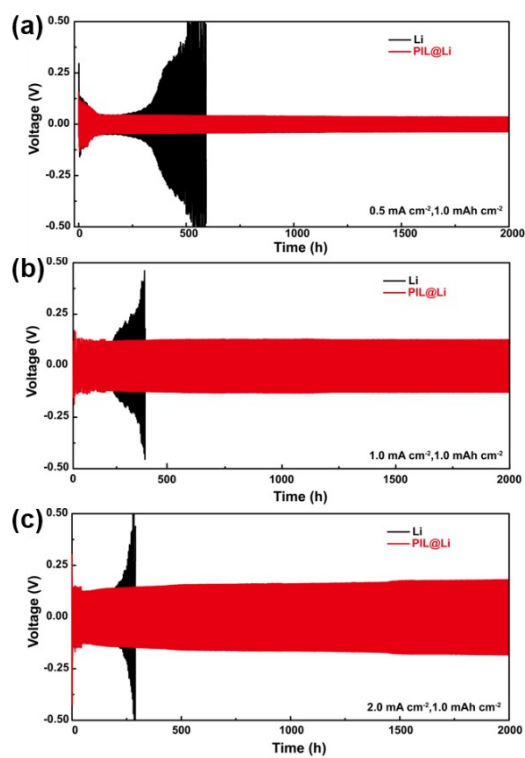 (a)
0.50
0.25
0.00
-0.25
-0.50
Voltage (V)
Li
PIL@Li
0.5 mA cm⁻²,1.0 mAh cm⁻²
0 500 1000 1500 2000
Time (h)
(b)
0.50
0.25
0.00
-0.25
-0.50
Voltage (V)
Li
PIL@Li
1.0 mA cm⁻²,1.0 mAh cm⁻²
0 500 1000 1500 2000
Time (h)
(c)
0.50
0.25
0.00
-0.25
-0.50
Voltage (V)
Li
PIL@Li
2.0 mA cm⁻²,1.0 mAh cm⁻²
0 500 1000 1500 2000
Time (h)